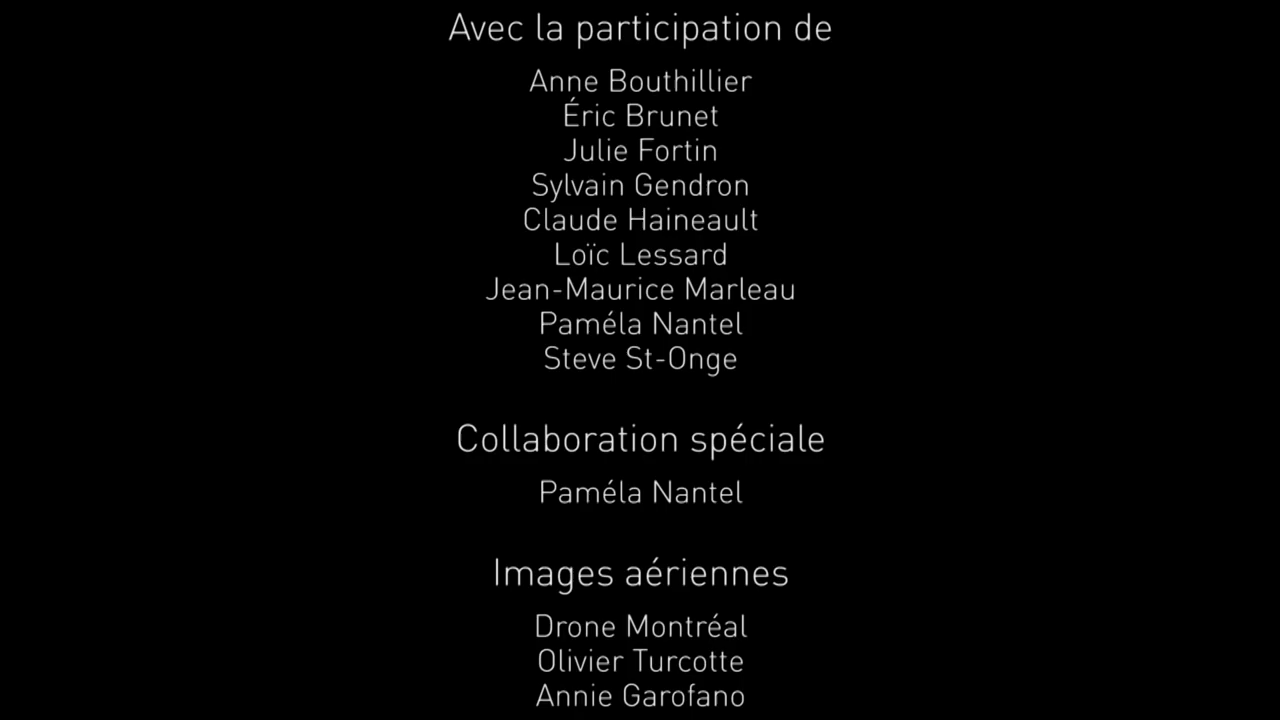 Avec la participation de
Anne Bouthillier
Éric Brunet
Julie Fortin
Sylvain Gendron
Claude Haineault
Loïc Lessard
Jean-Maurice Marleau
Paméla Nantel
Steve St-Onge
Collaboration spéciale
Paméla Nantel
Images aériennes
Drone Montréal
Olivier Turcotte
Annie Garofano